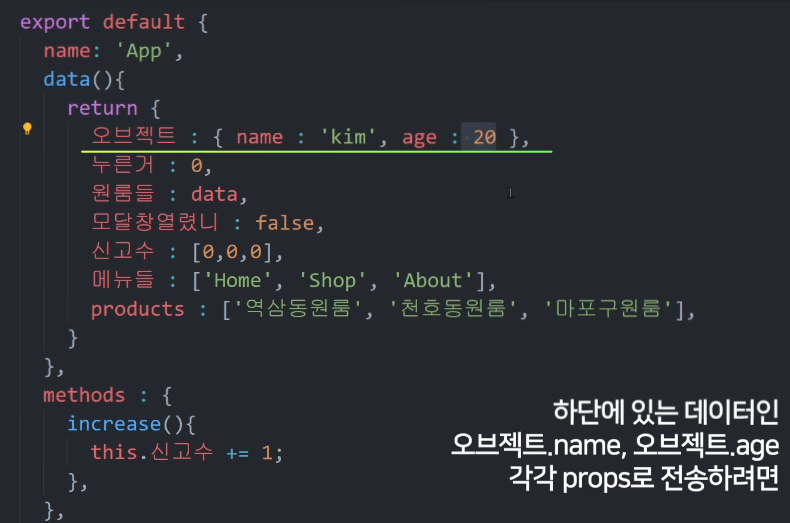 export default {
name: 'App',
data(){
return {
오브젝트 : { name : 'kim', age : 20 },
누른거 : 0,
원룸들 : data,
모달창열렸니 : false,
신고수 : [0,0,0],
메뉴들 : ['Home', 'Shop', 'About'],
products : ['역삼동원룸', '천호동원룸', '마포구원룸'],
}
},
methods : {
increase(){
this.신고수 += 1;
},
},
하단에 있는 데이터인
오브젝트.name, 오브젝트.age
각각 props로 전송하려면